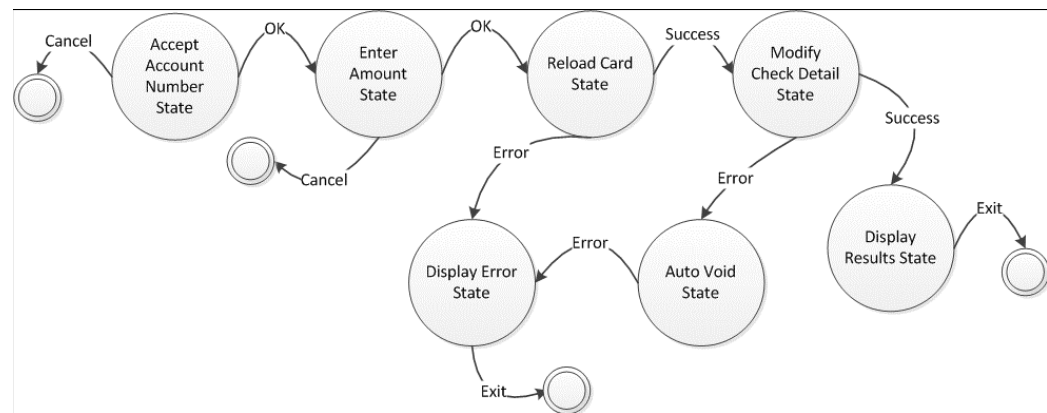 Cancel
Accept
Account
Number
State
OK
Enter
Amount
State
OK
Reload Card
State
Success
Modify
Check Detail
State
Success
Cancel
Error
Error
Display Error
State
Error
Auto Void
State
Display
Results State
Exit
Exit